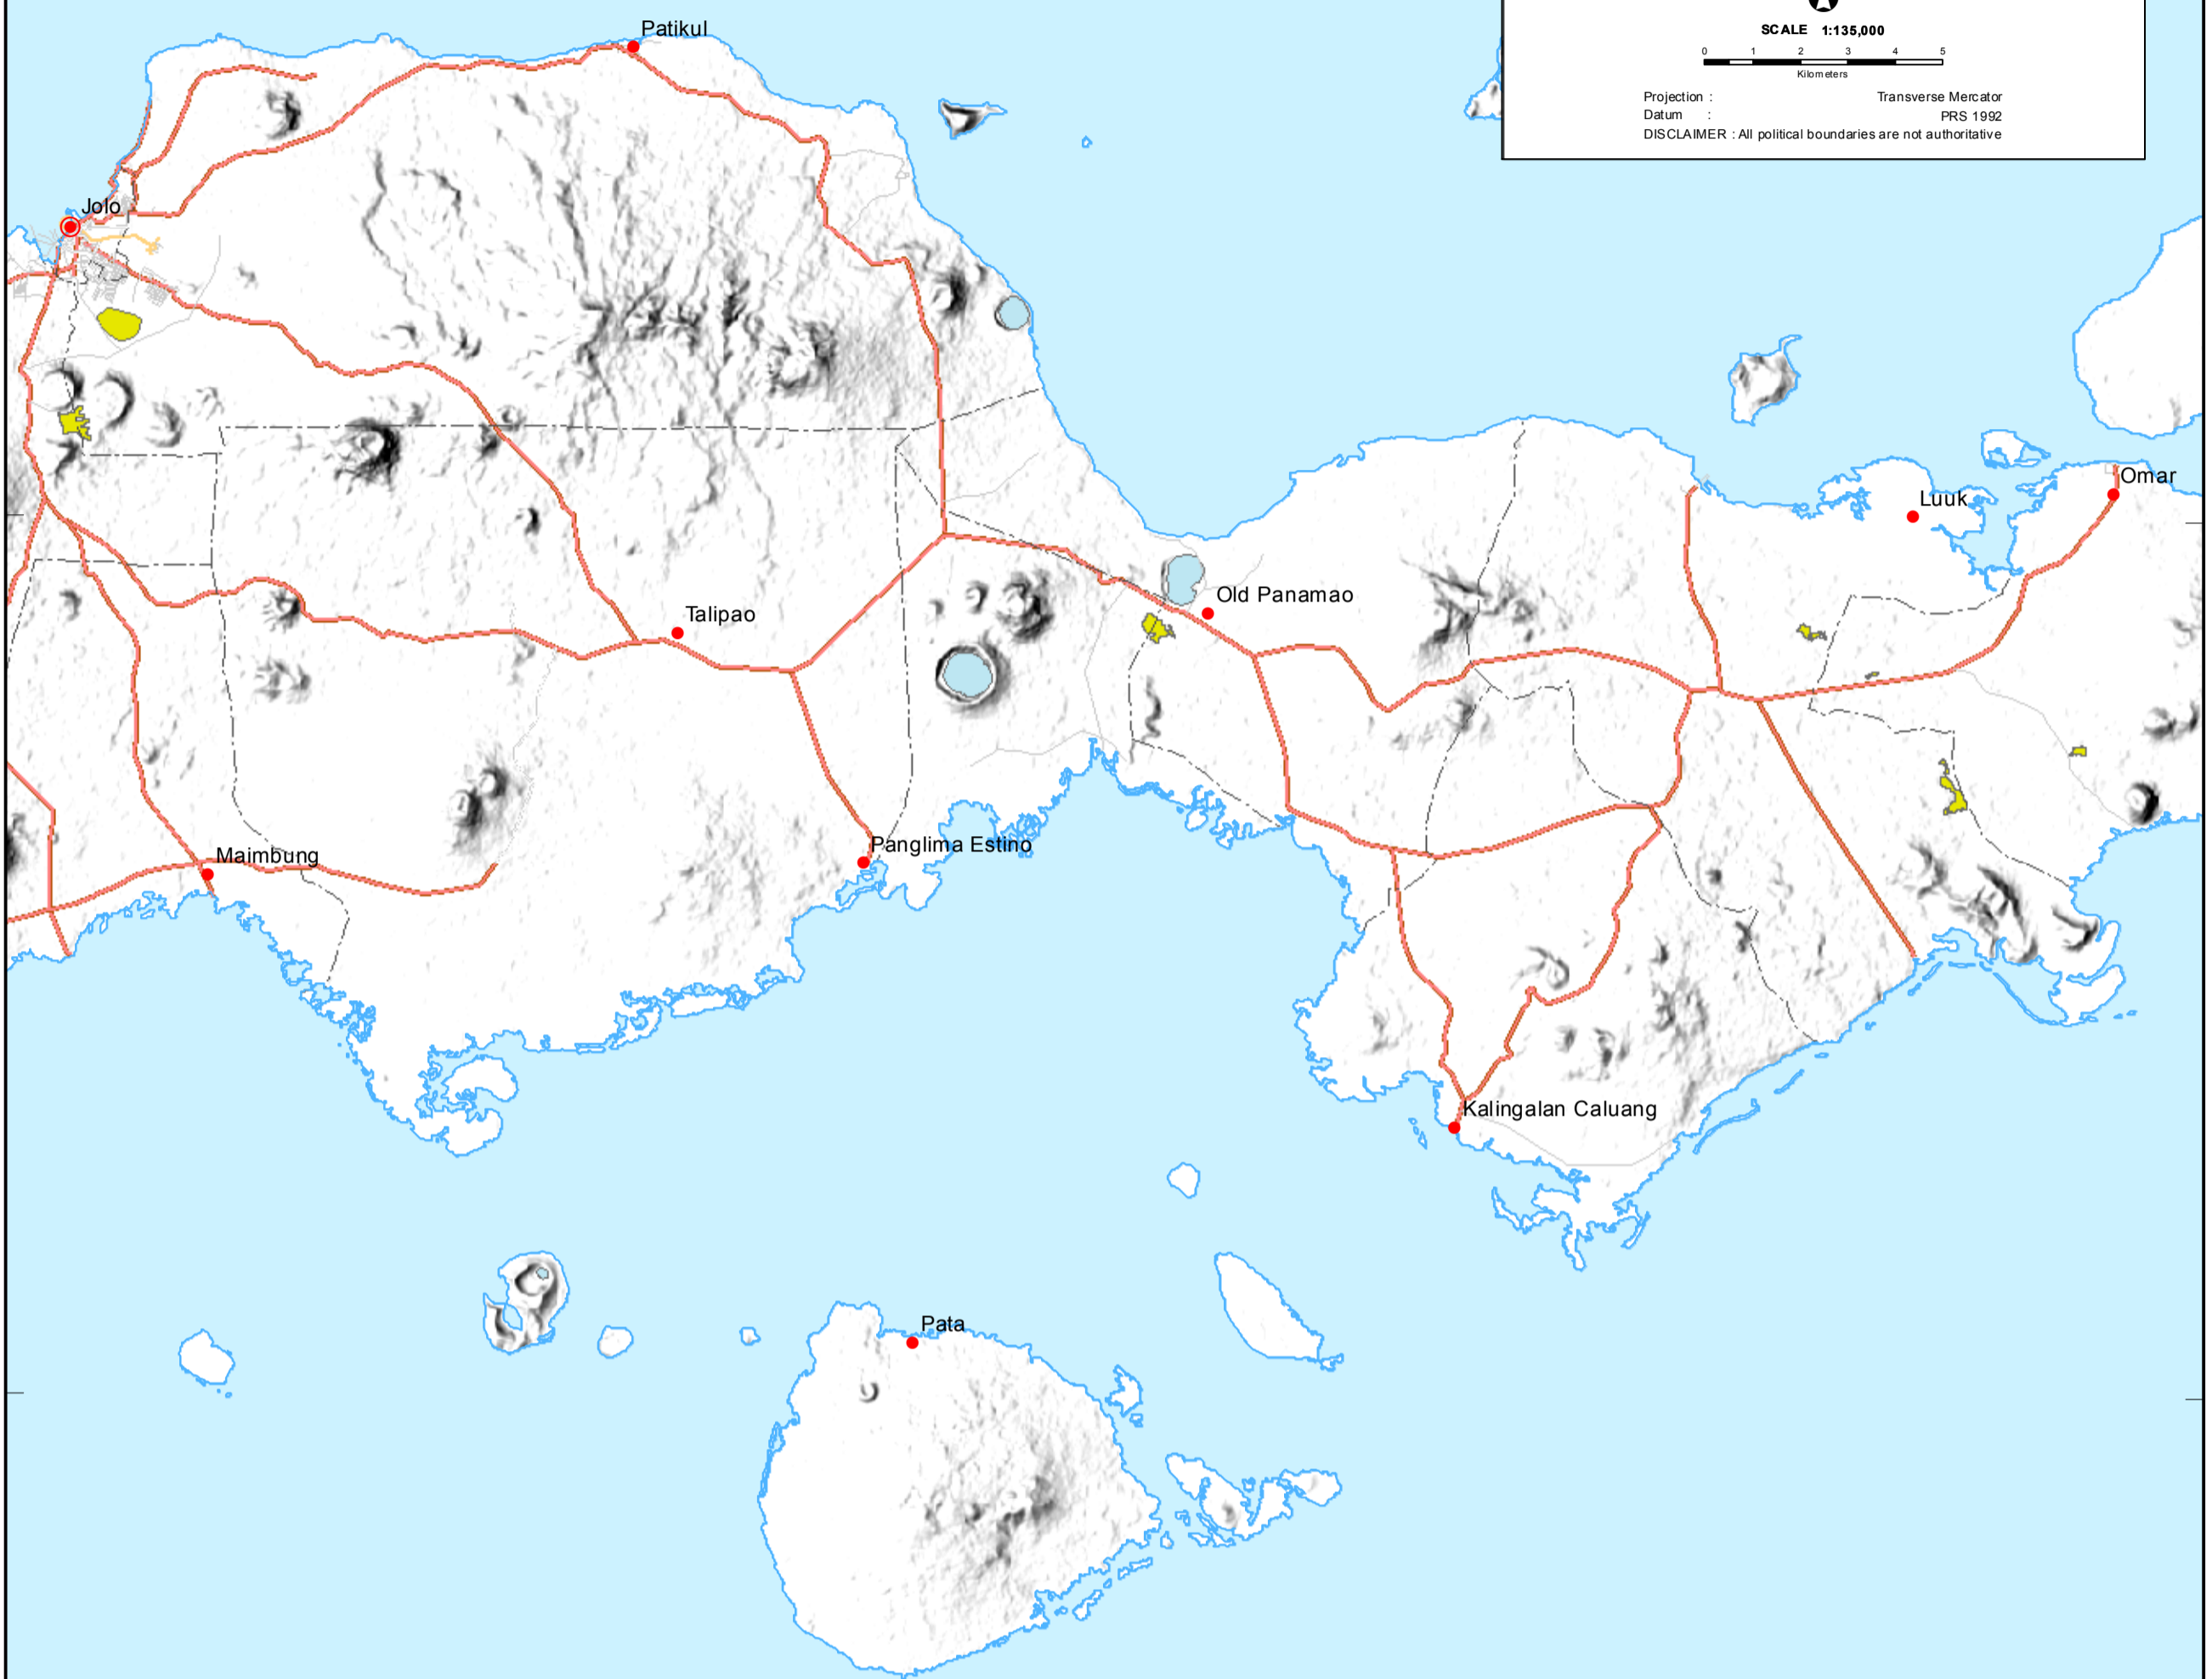 SCALE 1:135,000
0 1 2 3 4 5
Kilometers
Projection : Transverse Mercator
Datum : PRS 1992
DISCLAIMER : All political boundaries are not authoritative
Patikul
Jolo
Omar
Luuk
Old Panamao
Talipao
Panglima Estino
Maimbung
Kalingalan Caluang
Pata